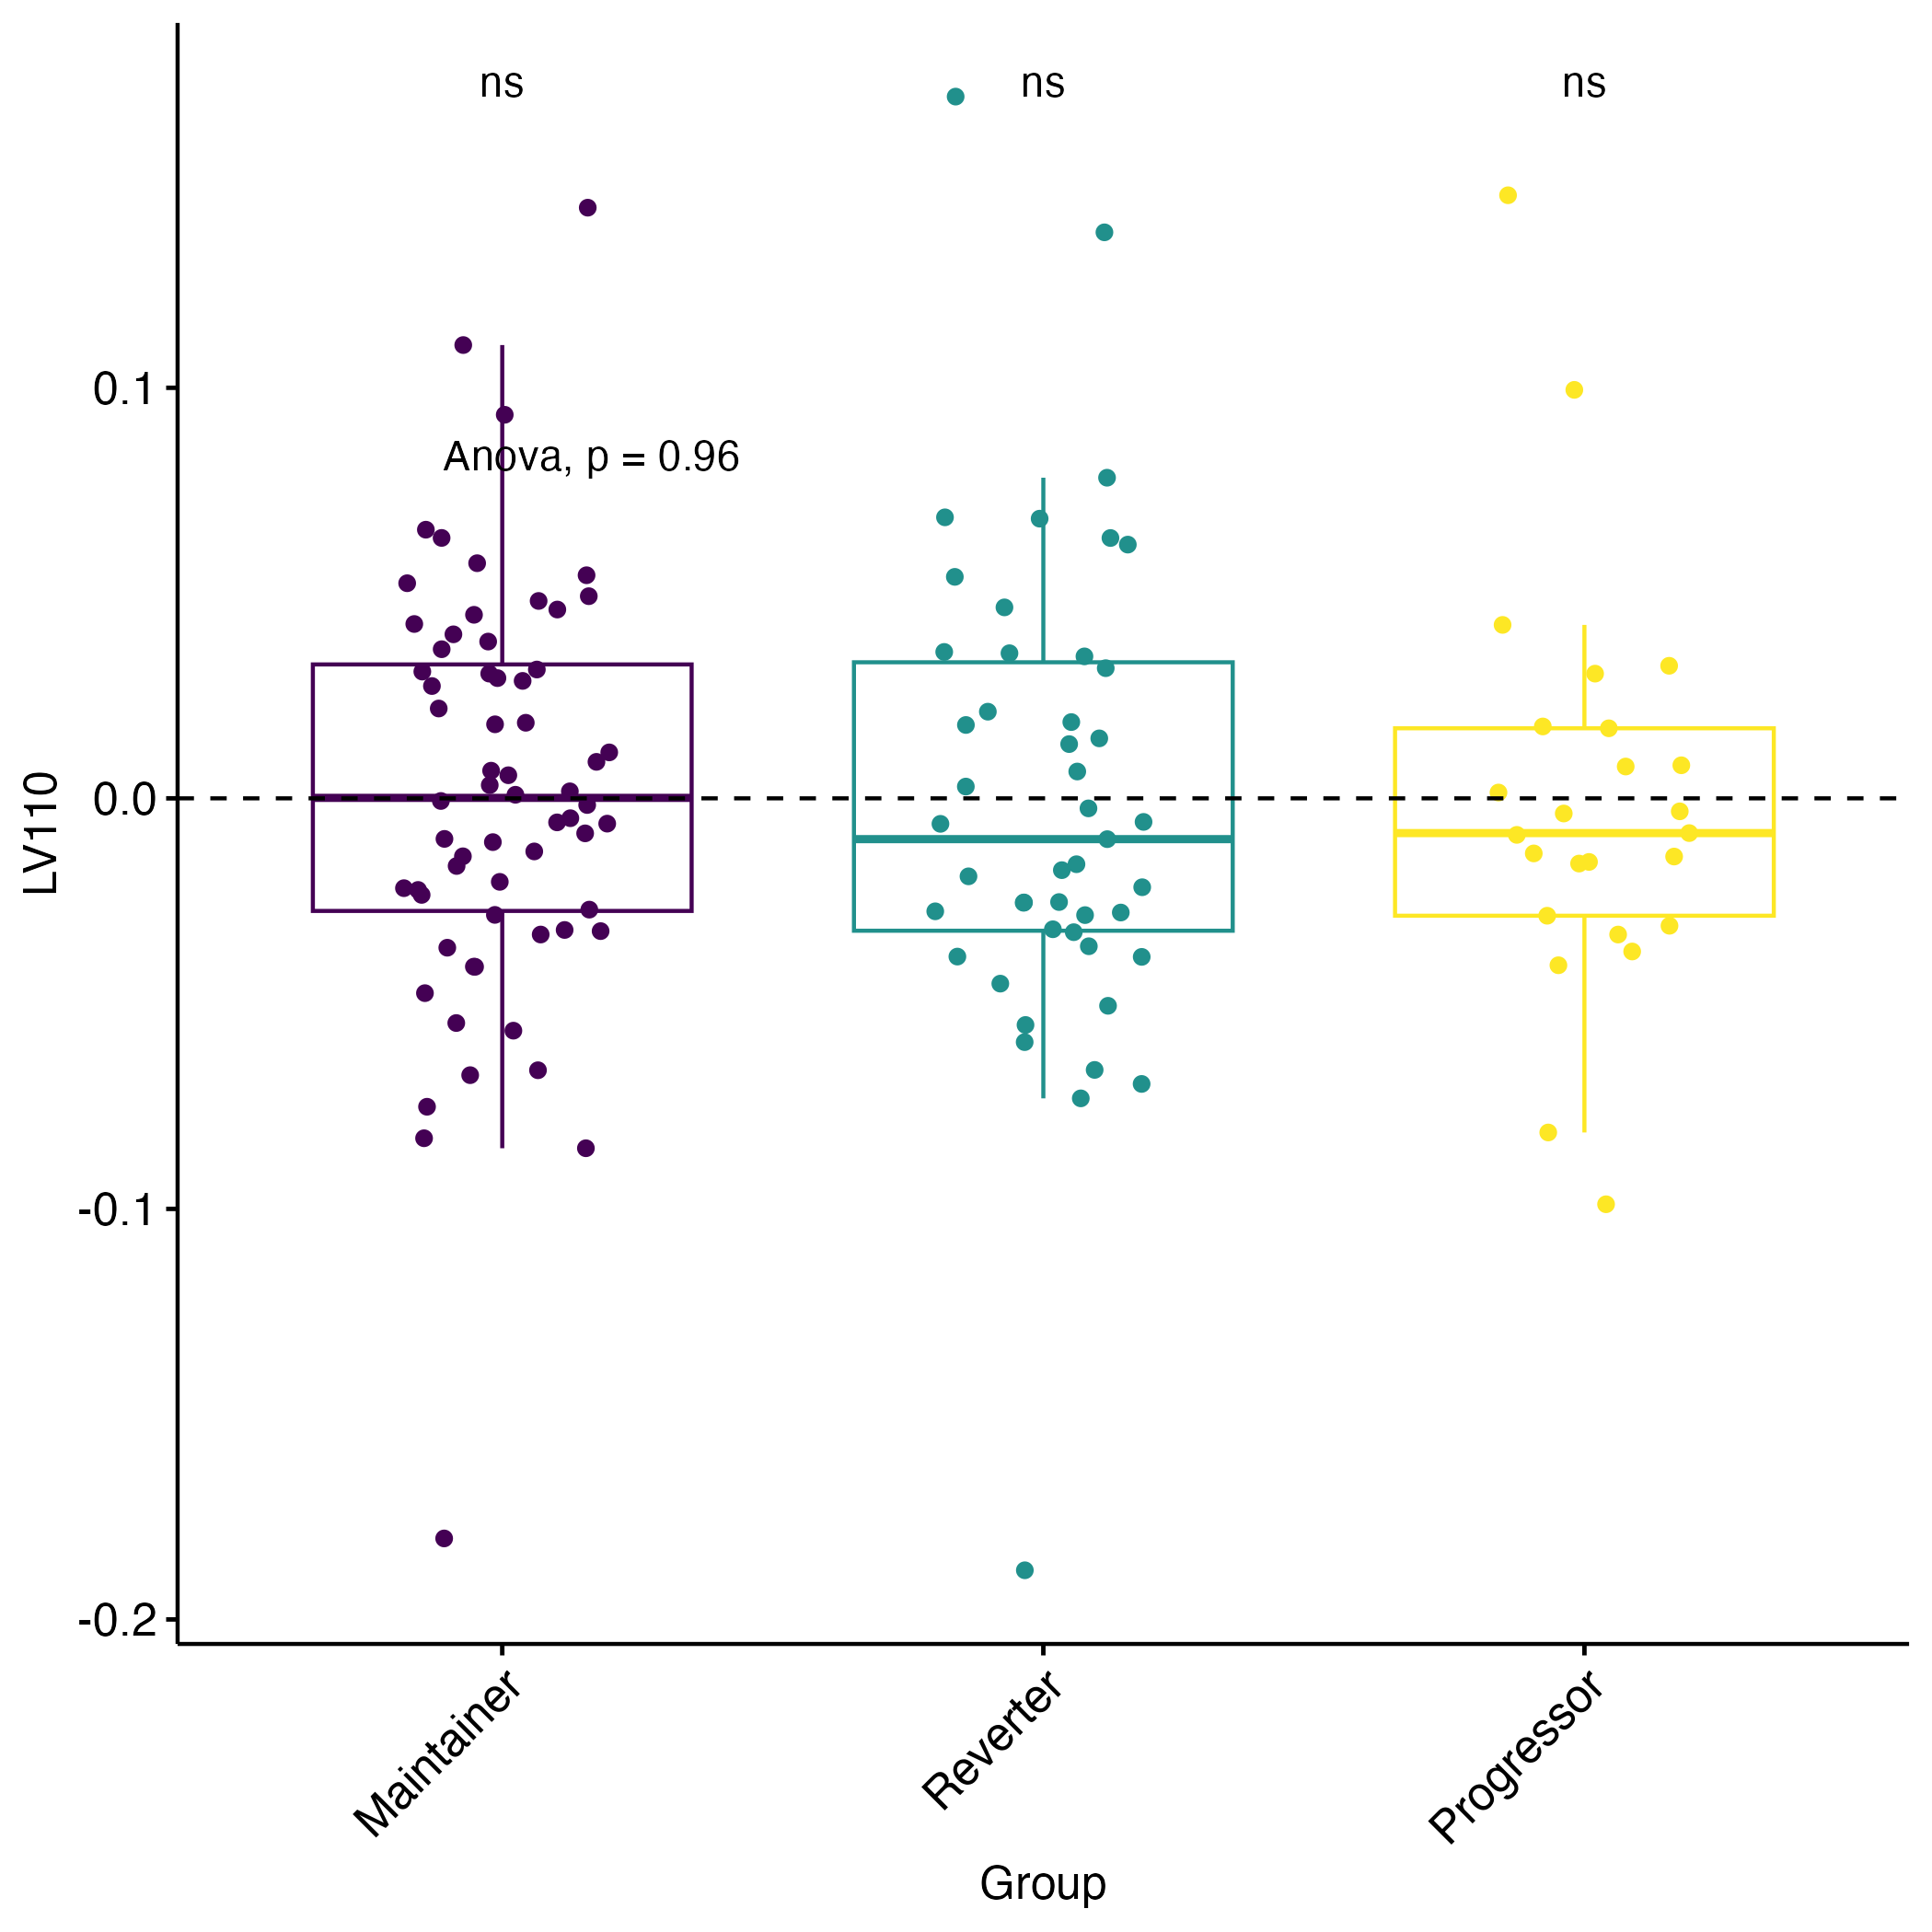 ns ns ns
Anova, p = 0.96
LV110
0.1
0.0
-0.1
-0.2
Maintainer Reverter Progressor
Group